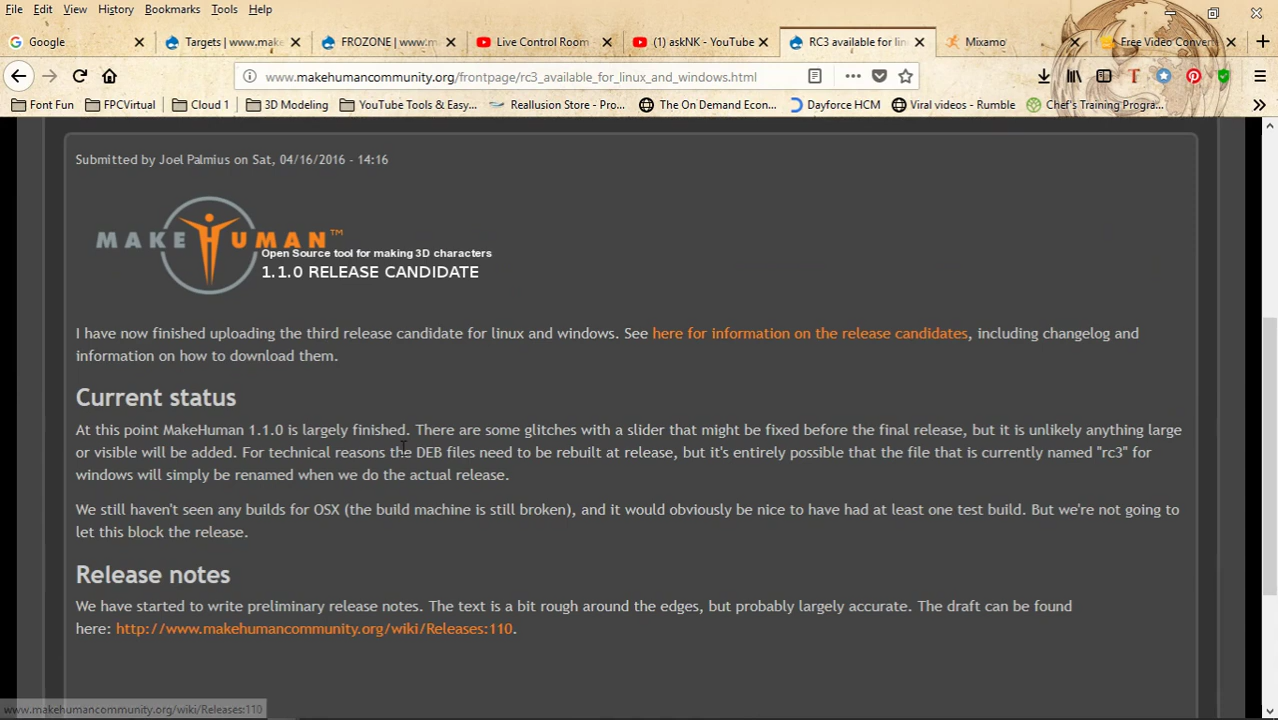 File Edit View History Bookmarks Tools Help
Google
Targets | www.make
FROZONE | www.m
Live Control Room
(1) askNK - YouTube
RC3 available for lin
Mixamo
Free Video Convert
www.makehumancommunity.org/frontpage/rc3_available_for_linux_and_windows.html
Font Fun FPCVirtual Cloud 1 3D Modeling YouTube Tools & Easy... Reallusion Store - Pro... The On Demand Econ... Dayforce HCM Viral videos - Rumble Chef's Training Progra...
Submitted by Joel Palmius on Sat, 04/16/2016 - 14:16
MAKEHUMAN™
Open Source tool for making 3D characters
1.1.0 RELEASE CANDIDATE
I have now finished uploading the third release candidate for linux and windows. See here for information on the release candidates, including changelog and
information on how to download them.
Current status
At this point MakeHuman 1.1.0 is largely finished. There are some glitches with a slider that might be fixed before the final release, but it is unlikely anything large
or visible will be added. For technical reasons the DEB files need to be rebuilt at release, but it's entirely possible that the file that is currently named "rc3" for
windows will simply be renamed when we do the actual release.
We still haven't seen any builds for OSX (the build machine is still broken), and it would obviously be nice to have had at least one test build. But we're not going to
let this block the release.
Release notes
We have started to write preliminary release notes. The text is a bit rough around the edges, but probably largely accurate. The draft can be found
here: http://www.makehumancommunity.org/wiki/Releases:110.
www.makehumancommunity.org/wiki/Releases:110